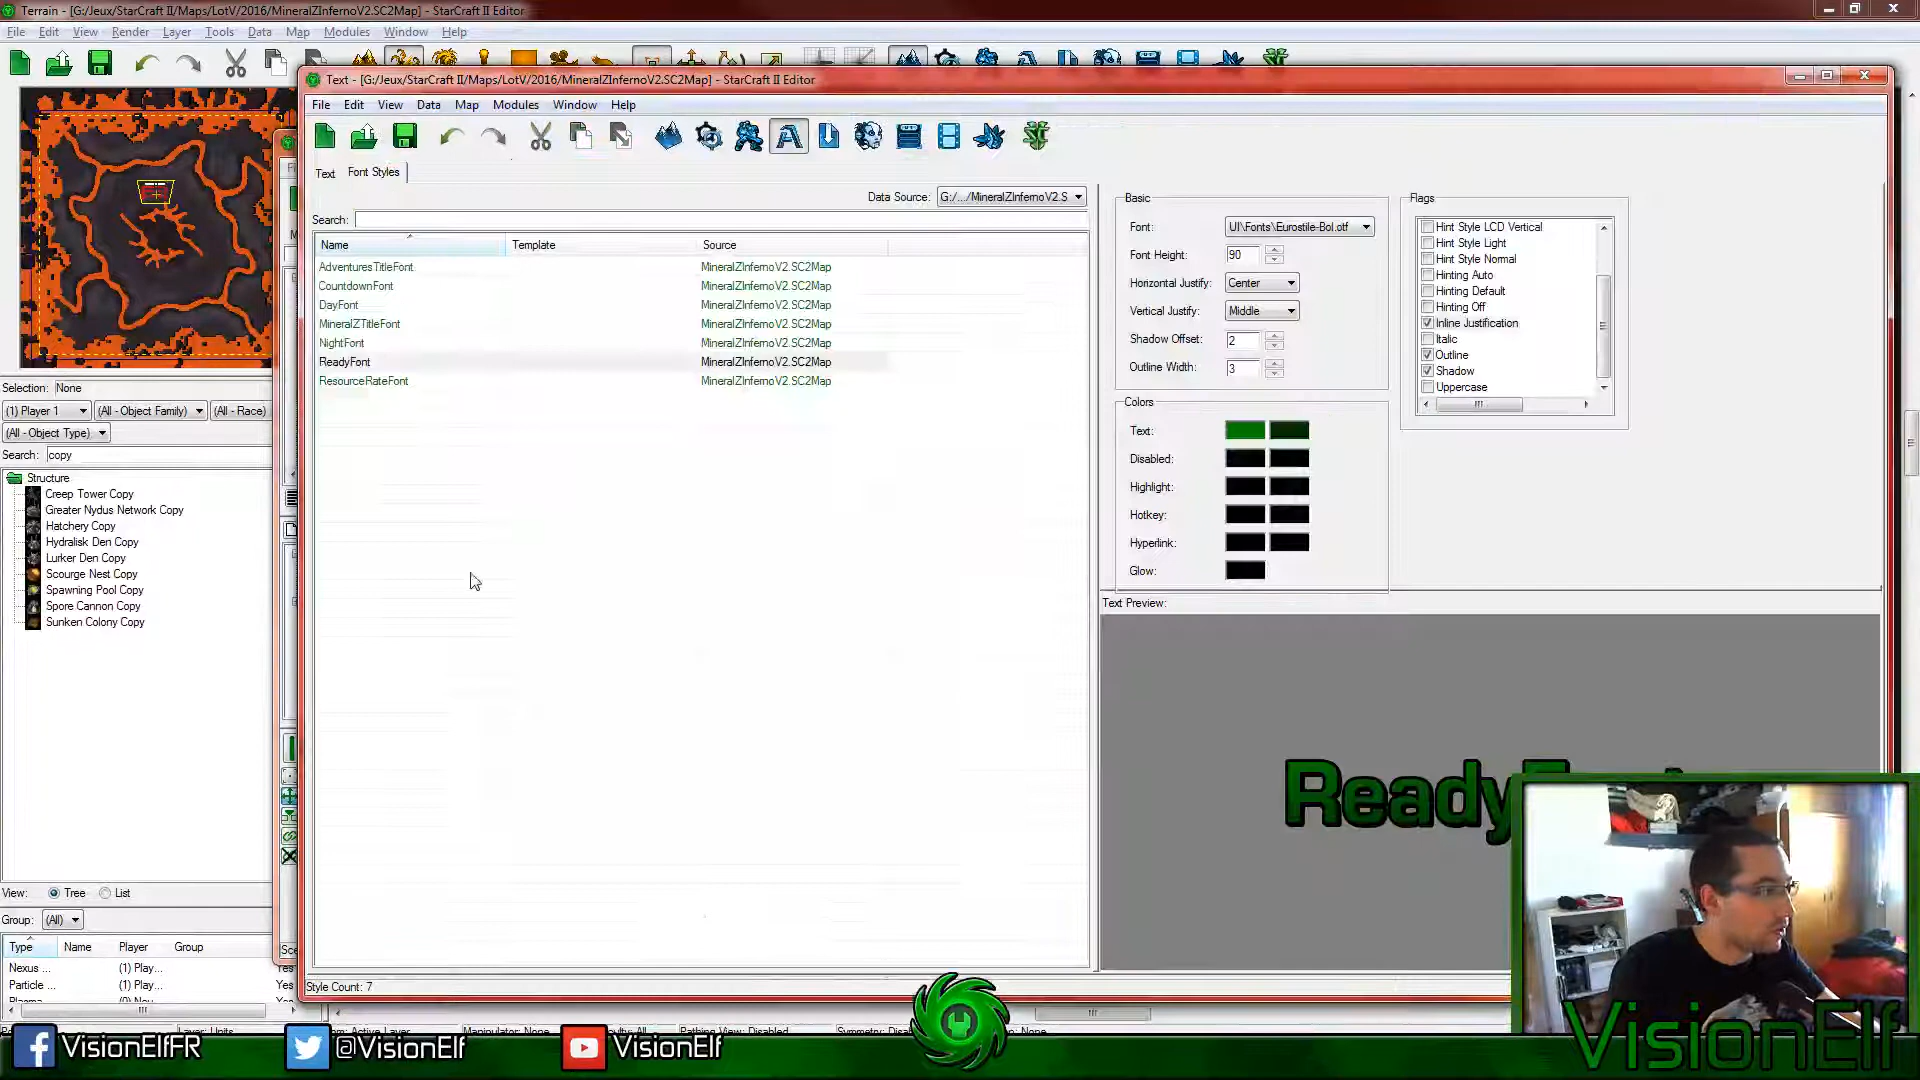 Terrain - [G:/Jeux/StarCraft II/Maps/LotV/2016/MineralZInfernoV2.SC2Map] - StarCraft II Editor
File Edit View Render Layer Tools Data Map Modules Window Help
Text - [G:/Jeux/StarCraft II/Maps/LotV/2016/MineralZInfernoV2.SC2Map] - StarCraft II Editor
File Edit View Data Map Modules Window Help
Text Font Styles
Data Source: G:/.../MineralZInfernoV2.S
Search:
Name Template Source
AdventuresTitleFont MineralZInfernoV2.SC2Map
CountdownFont MineralZInfernoV2.SC2Map
DayFont MineralZInfernoV2.SC2Map
MineralZTitleFont MineralZInfernoV2.SC2Map
NightFont MineralZInfernoV2.SC2Map
ReadyFont MineralZInfernoV2.SC2Map
ResourceRateFont MineralZInfernoV2.SC2Map
Style Count: 7
Basic
Font: UI\Fonts\Eurostile-Bol.otf
Font Height: 90
Horizontal Justify: Center
Vertical Justify: Middle
Shadow Offset: 2
Outline Width: 3
Flags
Hint Style LCD Vertical
Hint Style Light
Hint Style Normal
Hinting Auto
Hinting Default
Hinting Off
Inline Justification
Italic
Outline
Shadow
Uppercase
Colors
Text:
Disabled:
Highlight:
Hotkey:
Hyperlink:
Glow:
Text Preview:
Selection: None
(1) Player 1 (All - Object Family) (All - Race)
(All - Object Type)
Search: copy
Structure
Creep Tower Copy
Greater Nydus Network Copy
Hatchery Copy
Hydralisk Den Copy
Lurker Den Copy
Scourge Nest Copy
Spawning Pool Copy
Spore Cannon Copy
Sunken Colony Copy
View: Tree List
Group: (All)
Type Name Player Group
Nexus ... (1) Play... Yes
Particle ... (1) Play... Yes
VisionElfFR @VisionElf VisionElf
VisionElf